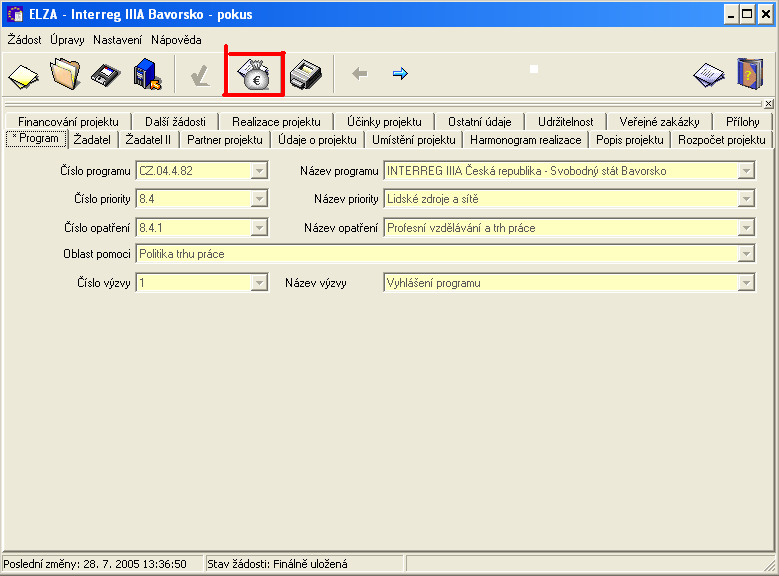 ELZA - Interreg IIIA Bavorsko - pokus
Žádost Úpravy Nastavení Nápověda
€
?
Financování projektu Další žádosti Realizace projektu Účinky projektu Ostatní údaje Udržitelnost Veřejné zakázky Přílohy
* Program Žadatel Žadatel II Partner projektu Údaje o projektu Umístění projektu Harmonogram realizace Popis projektu Rozpočet projektu
Číslo programu CZ.04.4.82 Název programu INTERREG IIIA Česká republika - Svobodný stát Bavorsko
Číslo priority 8.4 Název priority Lidské zdroje a sítě
Číslo opatření 8.4.1 Název opatření Profesní vzdělávání a trh práce
Oblast pomoci Politika trhu práce
Číslo výzvy 1 Název výzvy Vyhlášení programu
Poslední změny: 28. 7. 2005 13:36:50 Stav žádosti: Finálně uložená